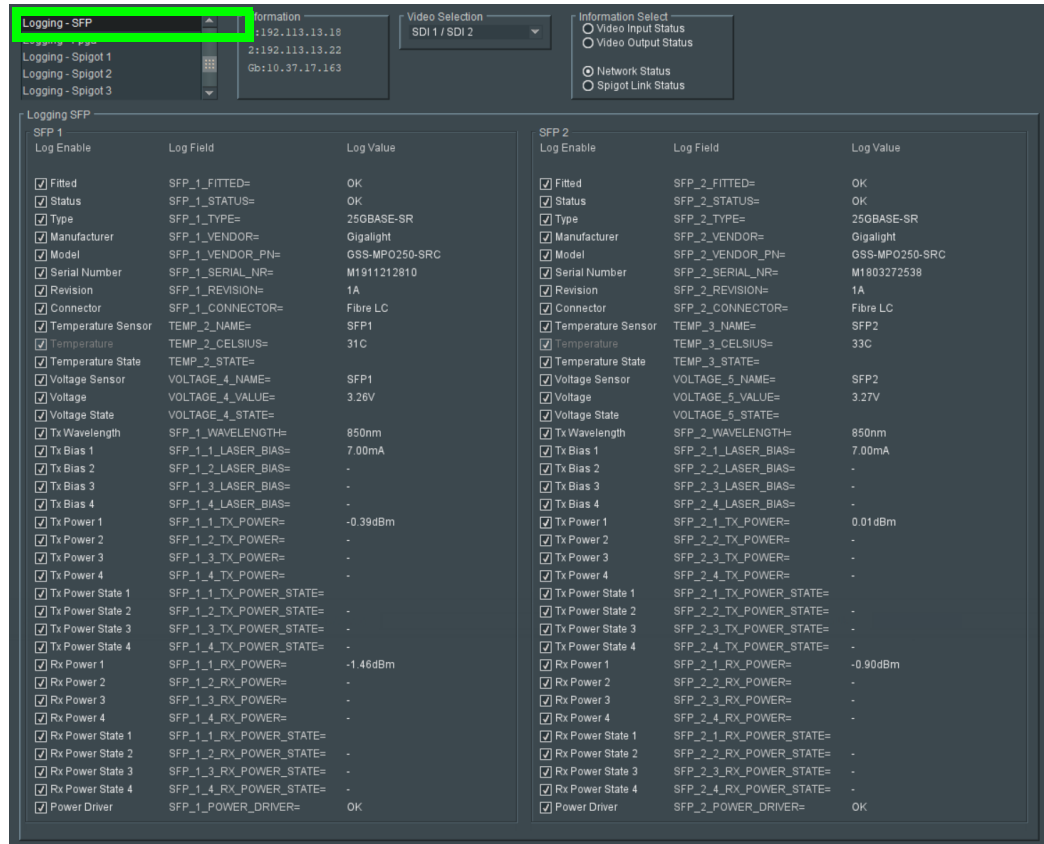 Logging - SFP
Logging - Spigot 1
Logging - Spigot 2
Logging - Spigot 3
formation
:192.113.13.18
2:192.113.13.22
Gb:10.37.17.163
Video Selection
SDI 1 / SDI 2
Information Select
Video Input Status
Video Output Status
Network Status
Spigot Link Status
Logging SFP
SFP 1
Log Enable Log Field Log Value
Fitted SFP_1_FITTED= OK
Status SFP_1_STATUS= OK
Type SFP_1_TYPE= 25GBASE-SR
Manufacturer SFP_1_VENDOR= Gigalight
Model SFP_1_VENDOR_PN= GSS-MPO250-SRC
Serial Number SFP_1_SERIAL_NR= M1911212810
Revision SFP_1_REVISION= 1A
Connector SFP_1_CONNECTOR= Fibre LC
Temperature Sensor TEMP_2_NAME= SFP1
Temperature TEMP_2_CELSIUS= 31C
Temperature State TEMP_2_STATE=
Voltage Sensor VOLTAGE_4_NAME= SFP1
Voltage VOLTAGE_4_VALUE= 3.26V
Voltage State VOLTAGE_4_STATE=
Tx Wavelength SFP_1_WAVELENGTH= 850nm
Tx Bias 1 SFP_1_1_LASER_BIAS= 7.00mA
Tx Bias 2 SFP_1_2_LASER_BIAS= -
Tx Bias 3 SFP_1_3_LASER_BIAS= -
Tx Bias 4 SFP_1_4_LASER_BIAS= -
Tx Power 1 SFP_1_1_TX_POWER= -0.39dBm
Tx Power 2 SFP_1_2_TX_POWER= -
Tx Power 3 SFP_1_3_TX_POWER= -
Tx Power 4 SFP_1_4_TX_POWER= -
Tx Power State 1 SFP_1_1_TX_POWER_STATE=
Tx Power State 2 SFP_1_2_TX_POWER_STATE= -
Tx Power State 3 SFP_1_3_TX_POWER_STATE= -
Tx Power State 4 SFP_1_4_TX_POWER_STATE= -
Rx Power 1 SFP_1_1_RX_POWER= -1.46dBm
Rx Power 2 SFP_1_2_RX_POWER= -
Rx Power 3 SFP_1_3_RX_POWER= -
Rx Power 4 SFP_1_4_RX_POWER= -
Rx Power State 1 SFP_1_1_RX_POWER_STATE=
Rx Power State 2 SFP_1_2_RX_POWER_STATE= -
Rx Power State 3 SFP_1_3_RX_POWER_STATE= -
Rx Power State 4 SFP_1_4_RX_POWER_STATE= -
Power Driver SFP_1_POWER_DRIVER= OK
SFP 2
Log Enable Log Field Log Value
Fitted SFP_2_FITTED= OK
Status SFP_2_STATUS= OK
Type SFP_2_TYPE= 25GBASE-SR
Manufacturer SFP_2_VENDOR= Gigalight
Model SFP_2_VENDOR_PN= GSS-MPO250-SRC
Serial Number SFP_2_SERIAL_NR= M1803272538
Revision SFP_2_REVISION= 1A
Connector SFP_2_CONNECTOR= Fibre LC
Temperature Sensor TEMP_3_NAME= SFP2
Temperature TEMP_3_CELSIUS= 33C
Temperature State TEMP_3_STATE=
Voltage Sensor VOLTAGE_5_NAME= SFP2
Voltage VOLTAGE_5_VALUE= 3.27V
Voltage State VOLTAGE_5_STATE=
Tx Wavelength SFP_2_WAVELENGTH= 850nm
Tx Bias 1 SFP_2_1_LASER_BIAS= 7.00mA
Tx Bias 2 SFP_2_2_LASER_BIAS= -
Tx Bias 3 SFP_2_3_LASER_BIAS= -
Tx Bias 4 SFP_2_4_LASER_BIAS= -
Tx Power 1 SFP_2_1_TX_POWER= 0.01dBm
Tx Power 2 SFP_2_2_TX_POWER= -
Tx Power 3 SFP_2_3_TX_POWER= -
Tx Power 4 SFP_2_4_TX_POWER= -
Tx Power State 1 SFP_2_1_TX_POWER_STATE=
Tx Power State 2 SFP_2_2_TX_POWER_STATE= -
Tx Power State 3 SFP_2_3_TX_POWER_STATE= -
Tx Power State 4 SFP_2_4_TX_POWER_STATE= -
Rx Power 1 SFP_2_1_RX_POWER= -0.90dBm
Rx Power 2 SFP_2_2_RX_POWER= -
Rx Power 3 SFP_2_3_RX_POWER= -
Rx Power 4 SFP_2_4_RX_POWER= -
Rx Power State 1 SFP_2_1_RX_POWER_STATE=
Rx Power State 2 SFP_2_2_RX_POWER_STATE= -
Rx Power State 3 SFP_2_3_RX_POWER_STATE= -
Rx Power State 4 SFP_2_4_RX_POWER_STATE= -
Power Driver SFP_2_POWER_DRIVER= OK